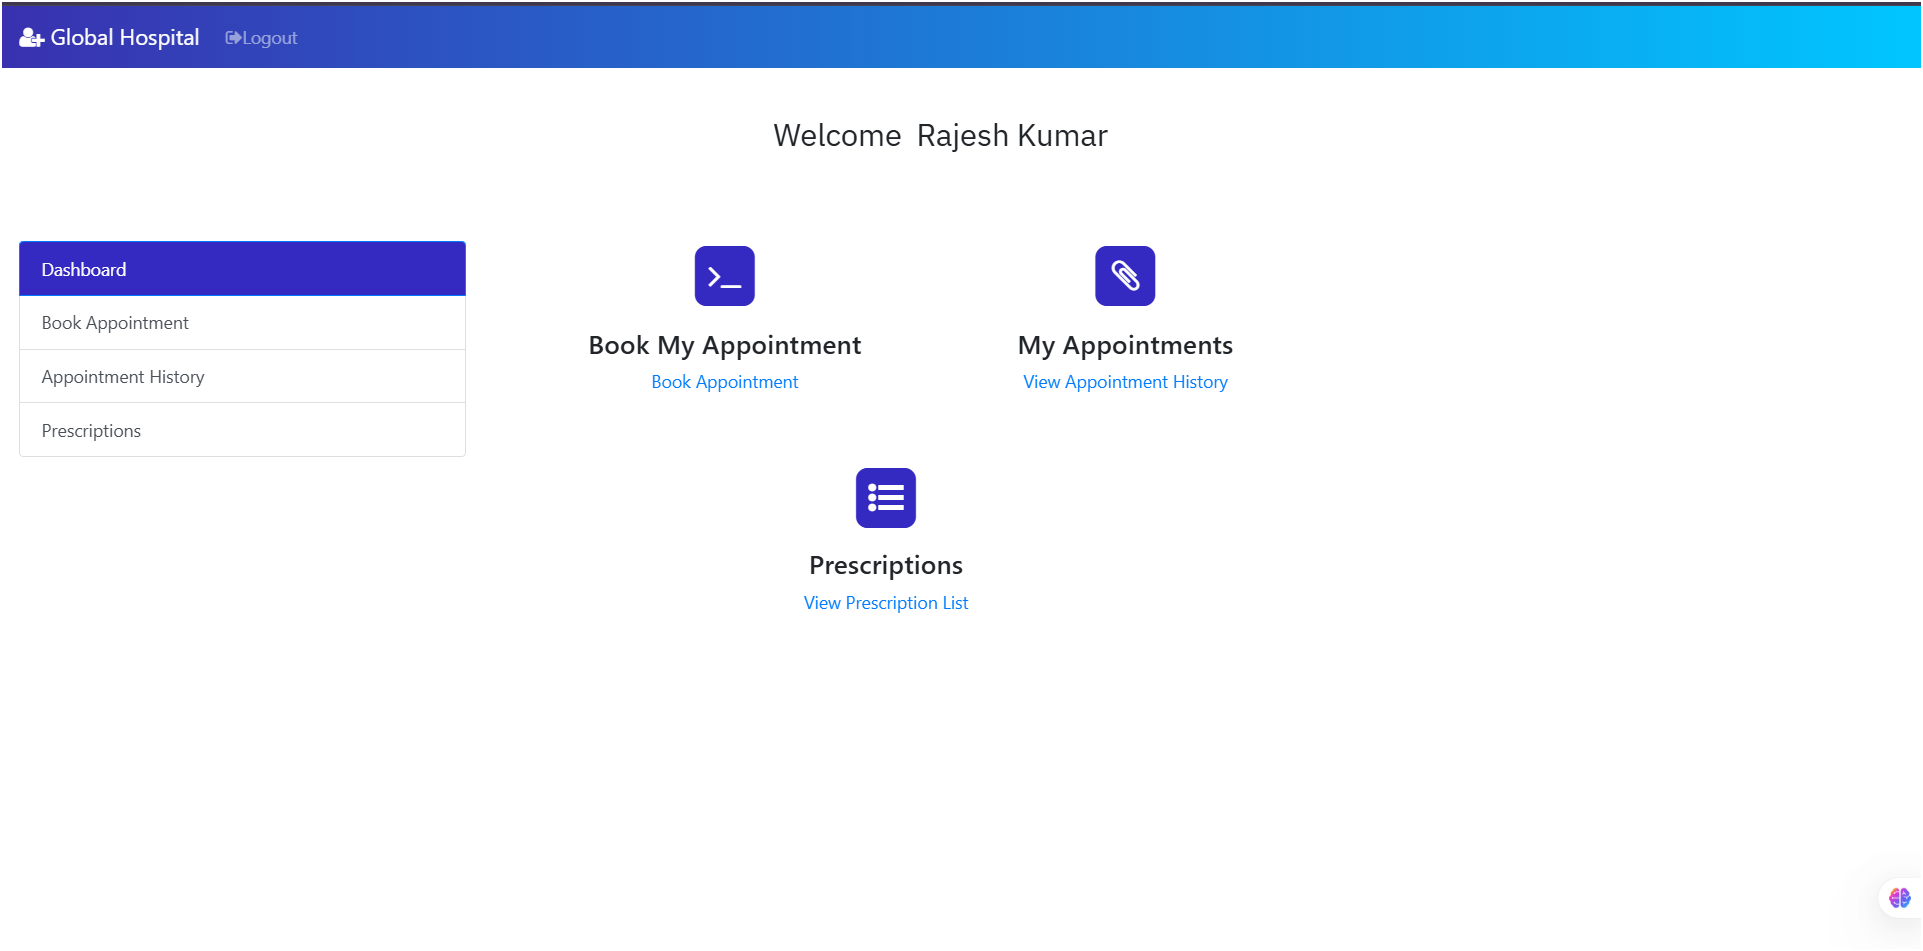 Global Hospital Logout
Welcome Rajesh Kumar
Dashboard
Book Appointment
Appointment History
Prescriptions
Book My Appointment
Book Appointment
My Appointments
View Appointment History
Prescriptions
View Prescription List